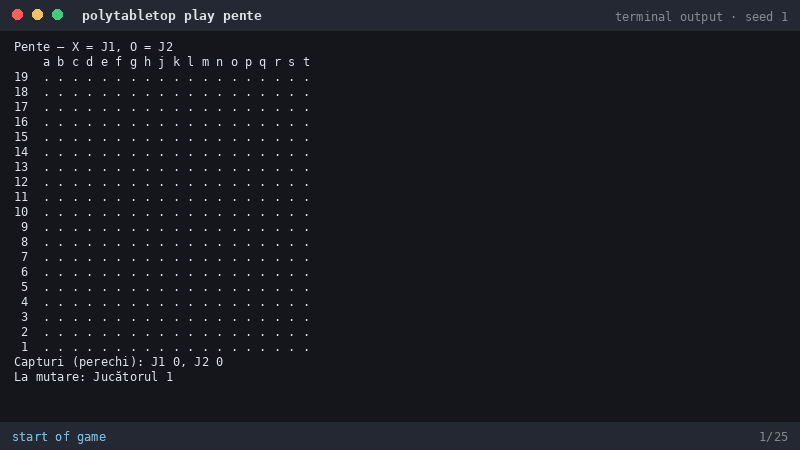 polytabletop play pente
terminal output · seed 1
Pente — X = J1, O = J2
a b c d e f g h j k l m n o p q r s t
19 . . . . . . . . . . . . . . . . . . .
18 . . . . . . . . . . . . . . . . . . .
17 . . . . . . . . . . . . . . . . . . .
16 . . . . . . . . . . . . . . . . . . .
15 . . . . . . . . . . . . . . . . . . .
14 . . . . . . . . . . . . . . . . . . .
13 . . . . . . . . . . . . . . . . . . .
12 . . . . . . . . . . . . . . . . . . .
11 . . . . . . . . . . . . . . . . . . .
10 . . . . . . . . . . . . . . . . . . .
9 . . . . . . . . . . . . . . . . . . .
8 . . . . . . . . . . . . . . . . . . .
7 . . . . . . . . . . . . . . . . . . .
6 . . . . . . . . . . . . . . . . . . .
5 . . . . . . . . . . . . . . . . . . .
4 . . . . . . . . . . . . . . . . . . .
3 . . . . . . . . . . . . . . . . . . .
2 . . . . . . . . . . . . . . . . . . .
1 . . . . . . . . . . . . . . . . . . .
Capturi (perechi): J1 0, J2 0
La mutare: Jucătorul 1
start of game
1/25